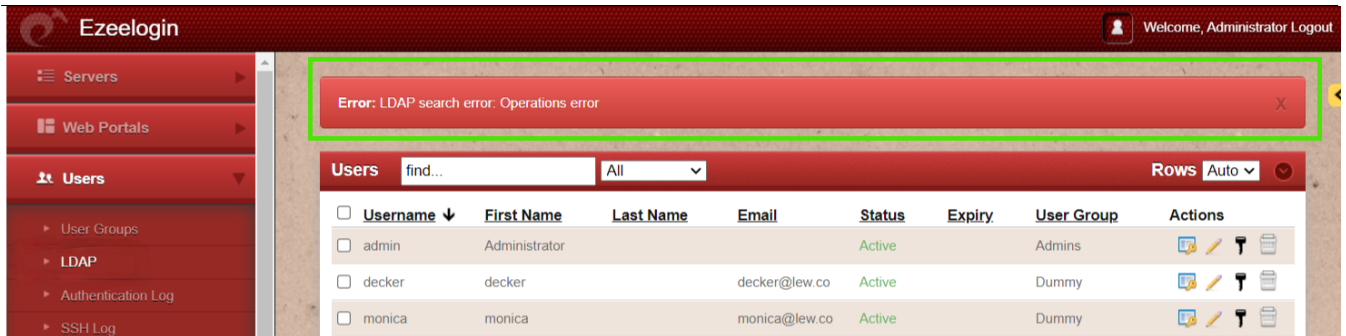 Ezeelogin
Welcome, Administrator Logout
Servers
Web Portals
Users
User Groups
LDAP
Authentication Log
SSH Log
Error: LDAP search error: Operations error
X
Users find... All Rows Auto
Username First Name Last Name Email Status Expiry User Group Actions
admin Administrator Active Admins
decker decker decker@lew.co Active Dummy
monica monica monica@lew.co Active Dummy